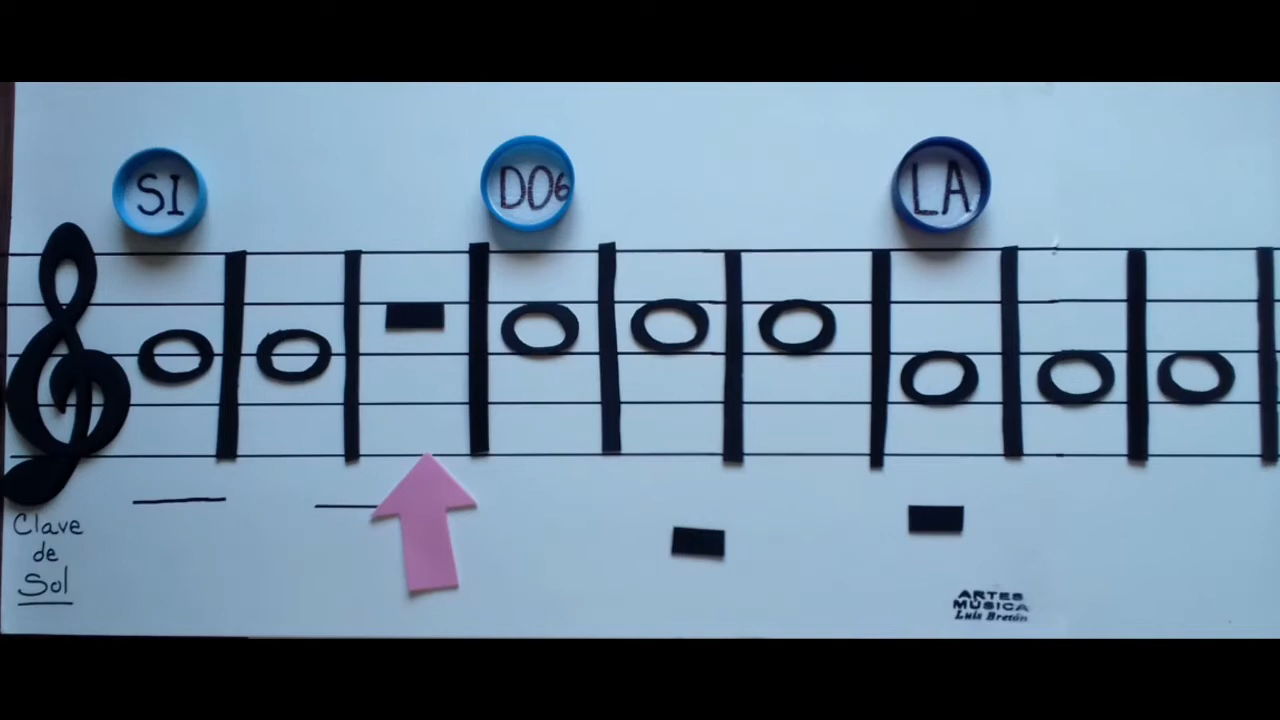 SI
DO6
LA
Clave
de
Sol
ARTES
MÚSICA
Luis Bretón